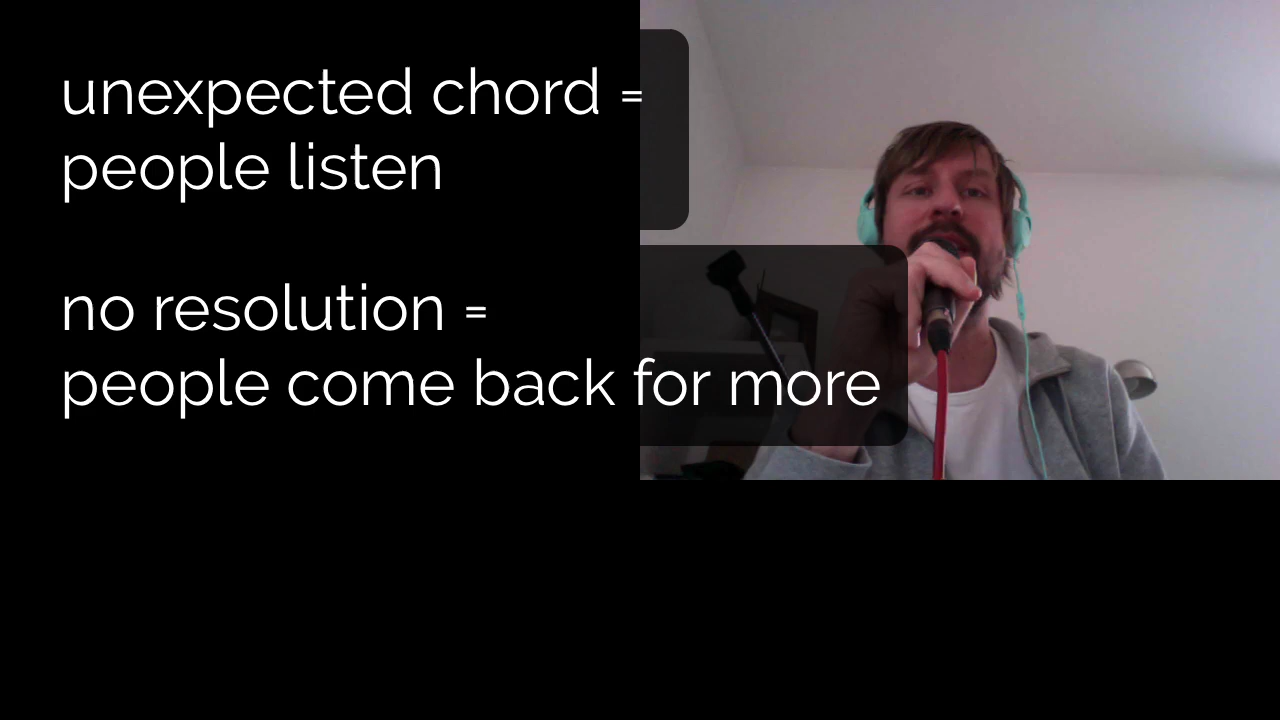 unexpected chord =
people listen
no resolution =
people come back for more